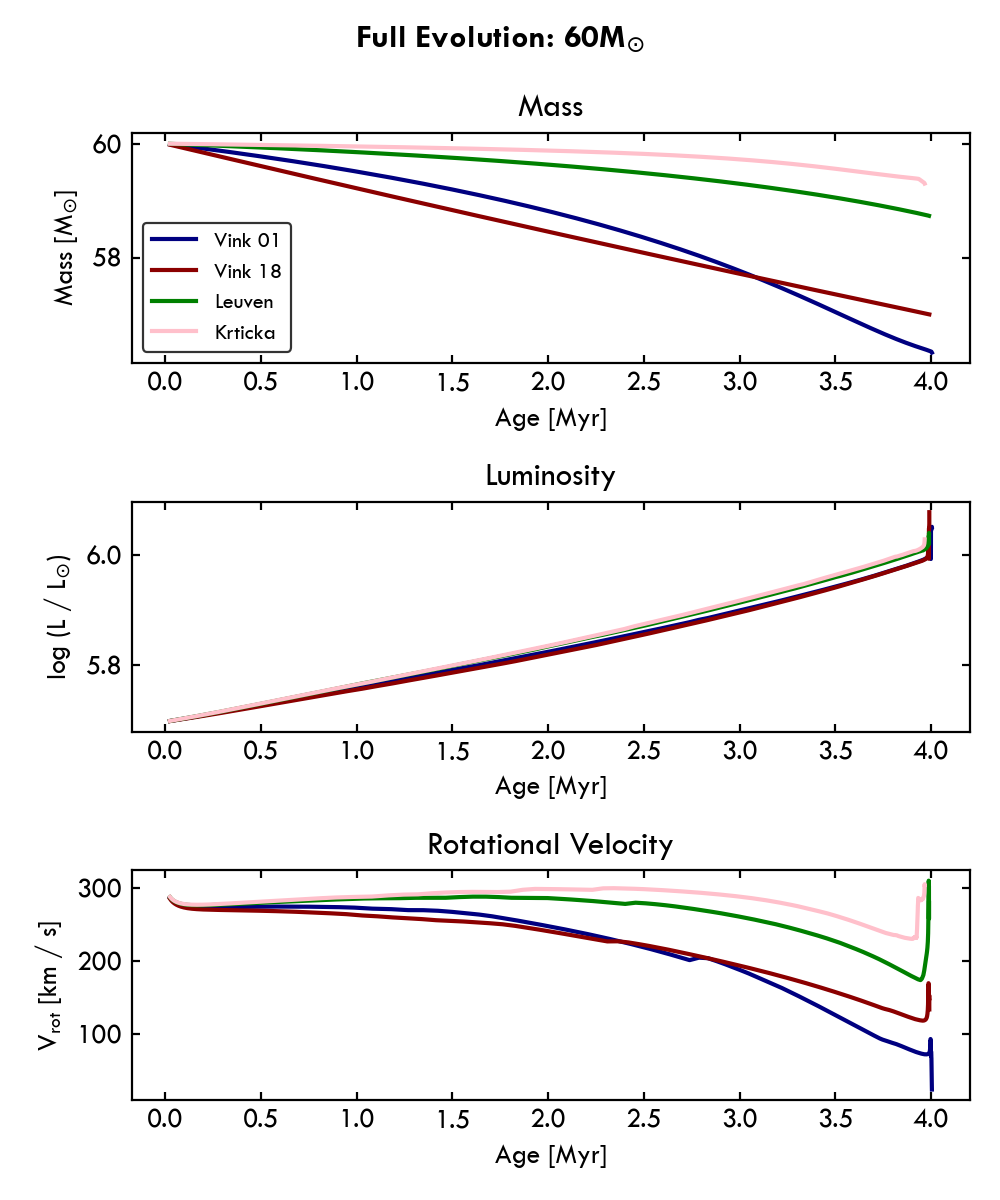 Full Evolution: 60M☉
Mass
60
58
Mass [M☉]
Vink 01
Vink 18
Leuven
Krticka
0.0 0.5 1.0 1.5 2.0 2.5 3.0 3.5 4.0
Age [Myr]
Luminosity
6.0
5.8
log (L / L☉)
0.0 0.5 1.0 1.5 2.0 2.5 3.0 3.5 4.0
Age [Myr]
Rotational Velocity
300
200
100
Vrot [km / s]
0.0 0.5 1.0 1.5 2.0 2.5 3.0 3.5 4.0
Age [Myr]